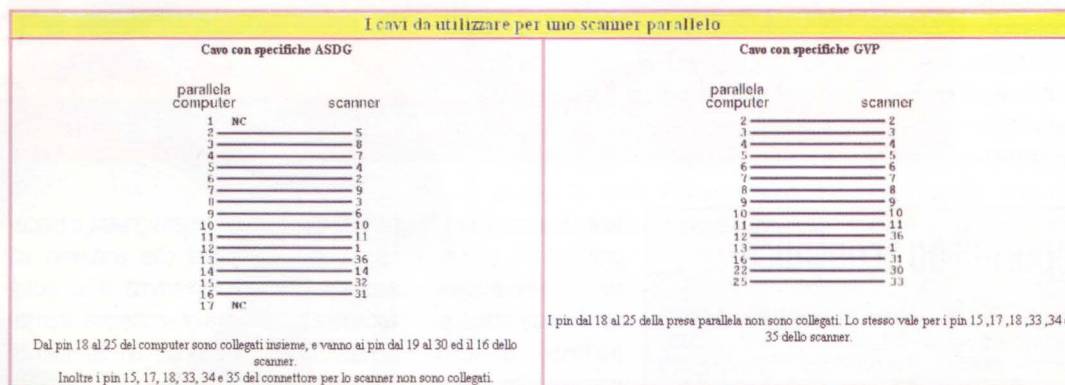 I cavi da utilizzare per uno scanner parallelo
Cavo con specifiche ASDG
parallela
computer scanner
1 NC
2 5
3 8
4 7
5 4
6 2
7 9
8 3
9 6
10 10
11 11
12 1
13 36
14 14
15 32
16 31
17 NC
Dal pin 18 al 25 del computer sono collegati insieme, e vanno ai pin dal 19 al 30 ed il 16 dello
scanner.
Inoltre i pin 15, 17, 18, 33, 34 e 35 del connettore per lo scanner non sono collegati.
Cavo con specifiche GVP
parallela
computer scanner
2 2
3 3
4 4
5 5
6 6
7 7
8 8
9 9
10 10
11 11
12 36
13 1
16 31
22 30
25 33
I pin dal 18 al 25 della presa parallela non sono collegati. Lo stesso vale per i pin 15 ,17 ,18 ,33 ,34 e
35 dello scanner.